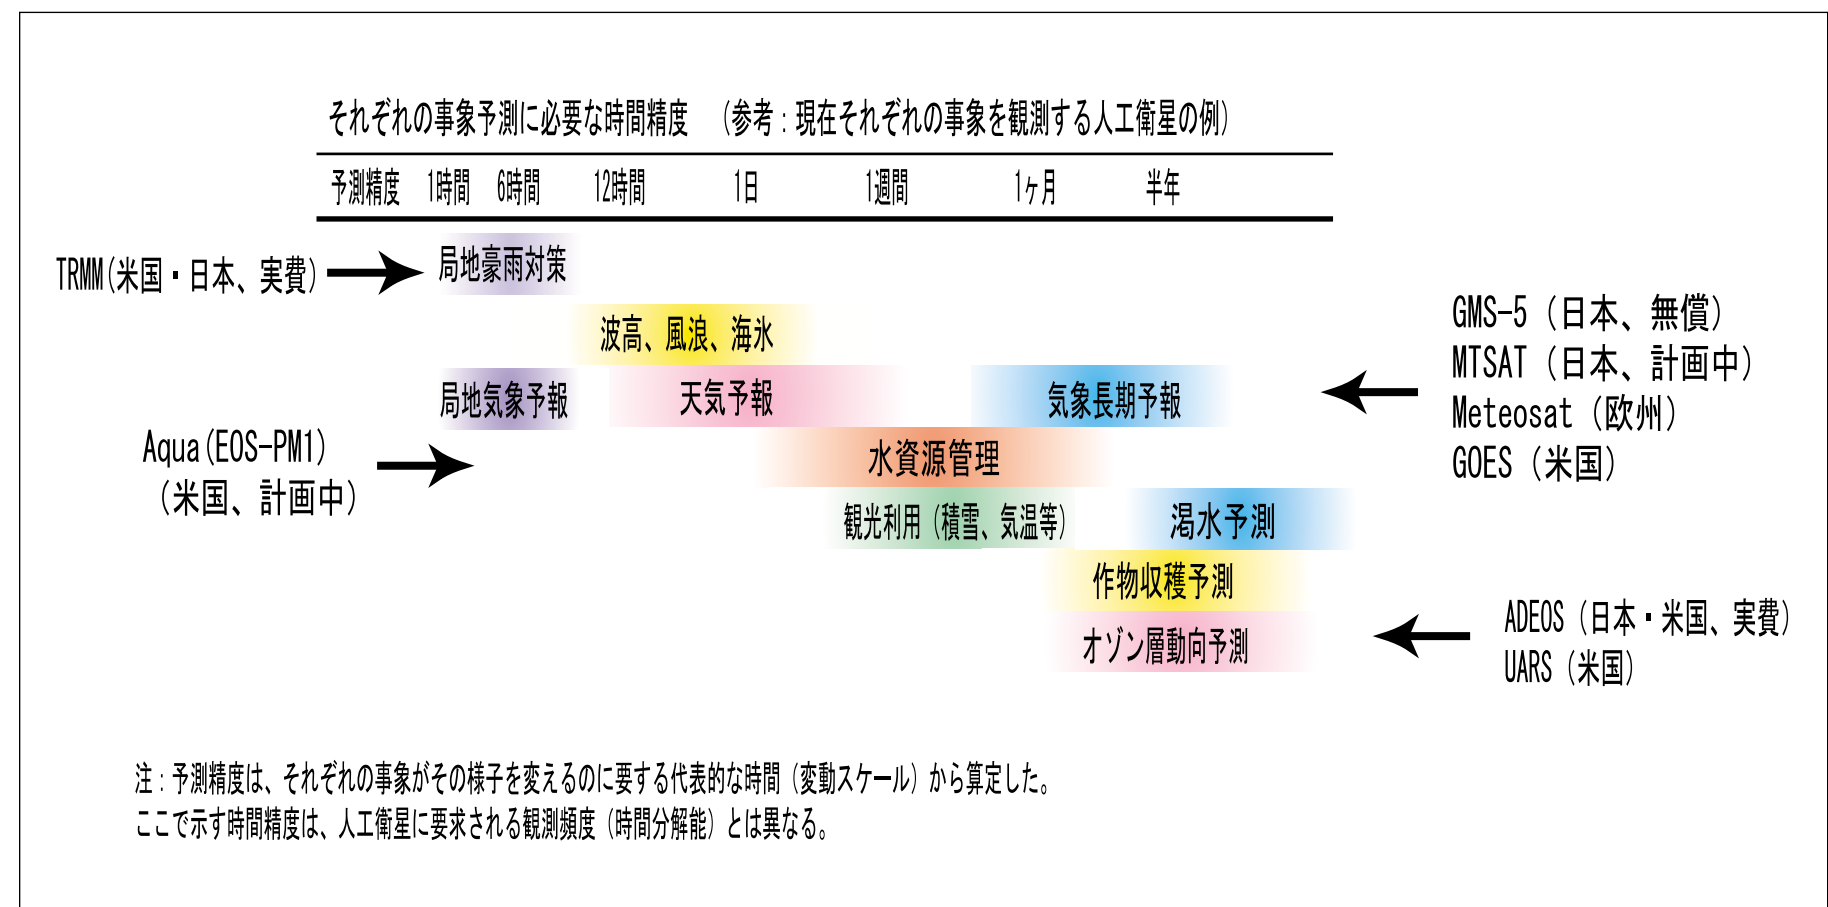 それぞれの事象予測に必要な時間精度　（参考：現在それぞれの事象を観測する人工衛星の例）
予測精度　1時間　6時間　12時間　1日　1週間　1ヶ月　半年
局地豪雨対策
TRMM(米国・日本、実費)
波高、風浪、海氷
GMS-5（日本、無償）
MTSAT（日本、計画中）
Meteosat（欧州）
GOES（米国）
局地気象予報　天気予報　気象長期予報
Aqua(EOS-PM1)
（米国、計画中）
水資源管理
観光利用（積雪、気温等）　渇水予測
作物収穫予測
オゾン層動向予測
ADEOS（日本・米国、実費）
UARS（米国）
注：予測精度は、それぞれの事象がその様子を変えるのに要する代表的な時間（変動スケール）から算定した。
ここで示す時間精度は、人工衛星に要求される観測頻度（時間分解能）とは異なる。